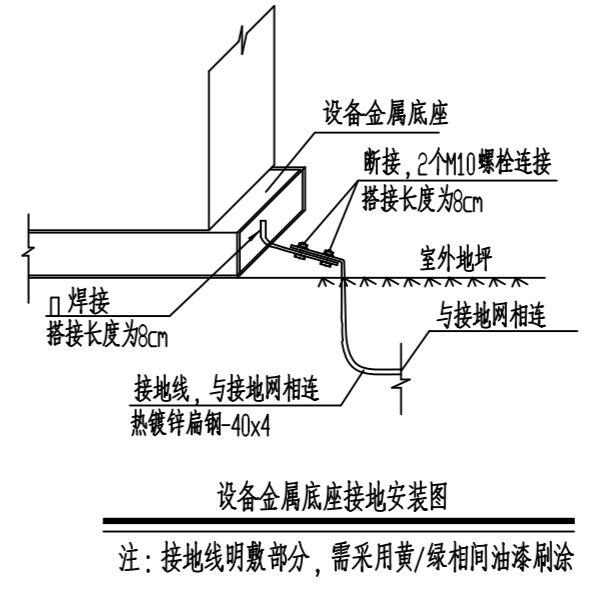 设备金属底座
断接，2个M10螺栓连接
搭接长度为8cm
室外地坪
⊓焊接
搭接长度为8cm
与接地网相连
接地线，与接地网相连
热镀锌扁钢-40x4
设备金属底座接地安装图
注：接地线明敷部分，需采用黄/绿相间油漆刷涂